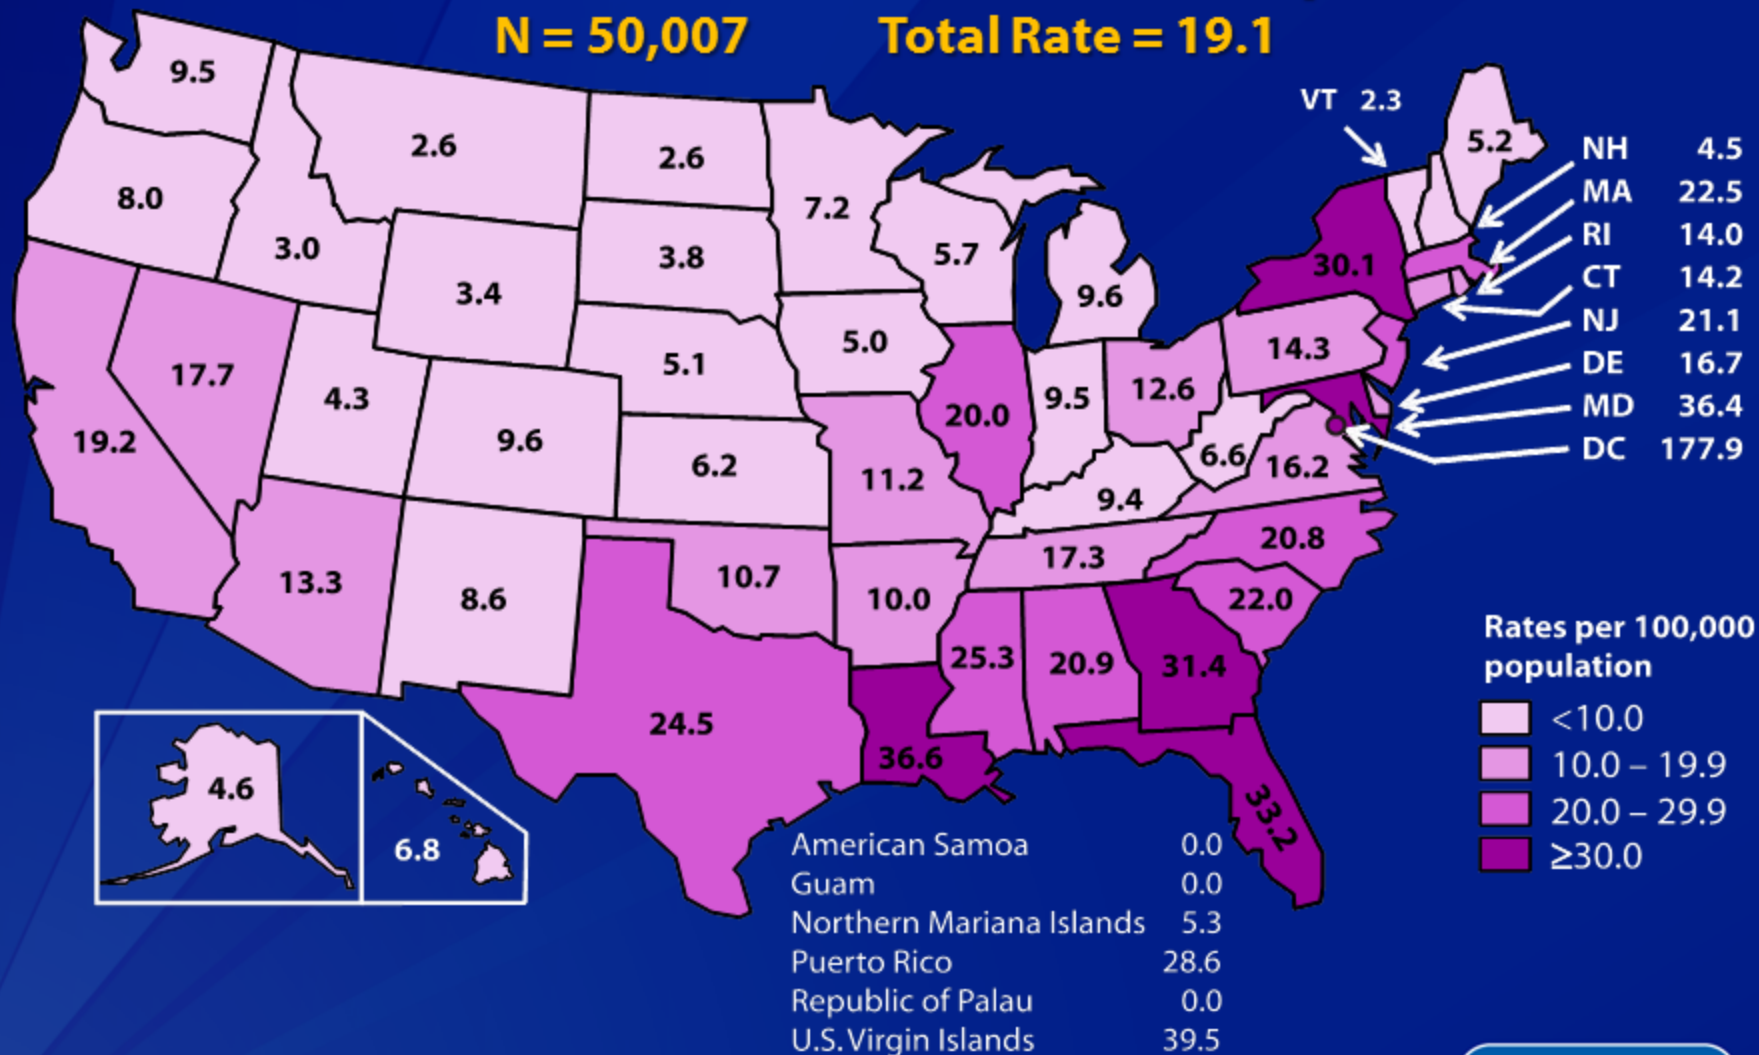 N = 50,007 Total Rate = 19.1
VT 2.3
9.5
2.6
2.6
5.2
8.0
7.2
3.0
3.8
5.7
3.4
9.6
30.1
5.0
5.1
14.3
17.7
4.3
9.5
12.6
20.0
19.2
9.6
6.2
11.2
6.6
16.2
9.4
20.8
17.3
13.3
8.6
10.7
10.0
22.0
25.3
20.9
31.4
24.5
36.6
33.2
4.6
6.8
NH 4.5
MA 22.5
RI 14.0
CT 14.2
NJ 21.1
DE 16.7
MD 36.4
DC 177.9
Rates per 100,000
population
<10.0
10.0 – 19.9
20.0 – 29.9
≥30.0
American Samoa 0.0
Guam 0.0
Northern Mariana Islands 5.3
Puerto Rico 28.6
Republic of Palau 0.0
U.S. Virgin Islands 39.5